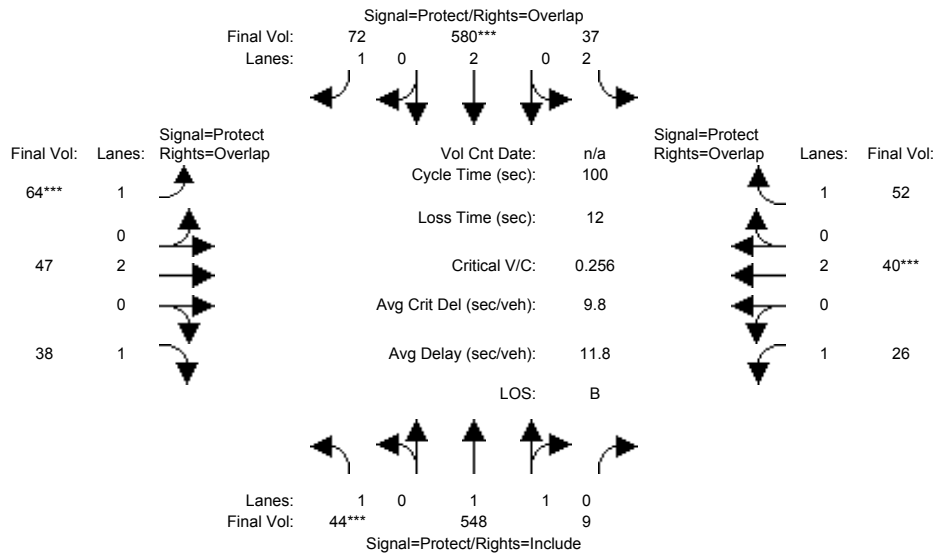 Signal=Protect/Rights=Overlap
Final Vol: 72 580*** 37
Lanes: 1 0 2 0 2
Signal=Protect
Final Vol: Lanes: Rights=Overlap
Vol Cnt Date: n/a
Signal=Protect
Rights=Overlap Lanes: Final Vol:
Cycle Time (sec): 100
64*** 1
1 52
Loss Time (sec): 12
0
0
47 2
Critical V/C: 0.256
2 40***
0
Avg Crit Del (sec/veh): 9.8
0
38 1
Avg Delay (sec/veh): 11.8
1 26
LOS: B
Lanes: 1 0 1 1 0
Final Vol: 44*** 548 9
Signal=Protect/Rights=Include